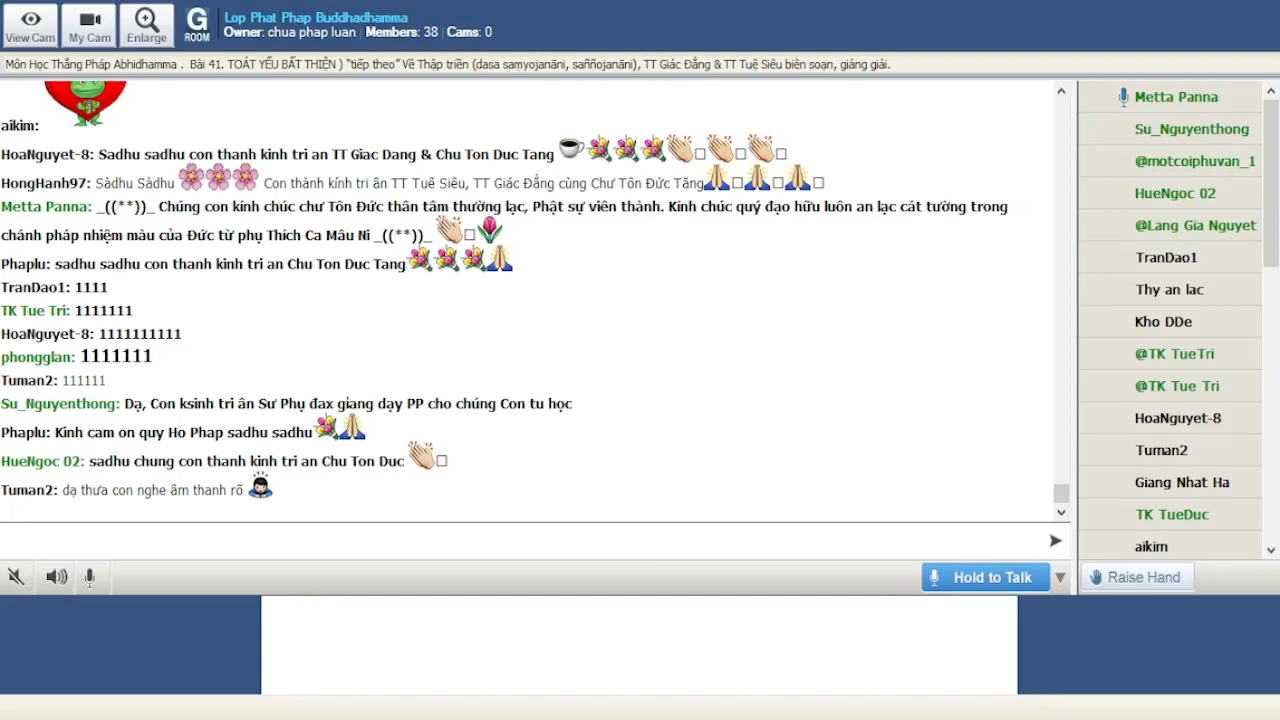 View Cam
My Cam
Enlarge
G
ROOM
Lop Phat Phap Buddhadhamma
Owner: chua phap luan | Members: 38 | Cams: 0
Môn Học Thắng Pháp Abhidhamma . Bài 41. TOÁT YẾU BẤT THIỆN ) “tiếp theo” Về Thập triền (dasa saṃyojanāni, saññojanāni), TT Giác Đẳng & TT Tuệ Siêu biên soạn, giảng giải.
aikim:
HoaNguyet-8: Sadhu sadhu con thanh kinh tri an TT Giac Dang & Chu Ton Duc Tang
HongHanh97: Sàdhu Sàdhu Con thành kính tri ân TT Tuê Siêu, TT Giác Đẳng cùng Chư Tôn Đức Tăng
Metta Panna: _((**))_ Chúng con kính chúc chư Tôn Đức thân tâm thường lạc, Phật sự viên thành. Kính chúc quý đạo hữu luôn an lạc cát tường trong
chánh pháp nhiệm màu của Đức từ phụ Thích Ca Mâu Ni _((**))_
Phaplu: sadhu sadhu con thanh kinh tri an Chu Ton Duc Tang
TranDao1: 1111
TK Tue Tri: 1111111
HoaNguyet-8: 1111111111
phongglan: 1111111
Tuman2: 111111
Su_Nguyenthong: Dạ, Con ksinh tri ân Sư Phụ đax giang dạy PP cho chúng Con tu học
Phaplu: Kinh cam on quy Ho Phap sadhu sadhu
HueNgoc 02: sadhu chung con thanh kinh tri an Chu Ton Duc
Tuman2: dạ thưa con nghe âm thanh rõ
Hold to Talk
Metta Panna
Su_Nguyenthong
@motcoiphuvan_1
HueNgoc 02
@Lang Gia Nguyet
TranDao1
Thy an lac
Kho DDe
@TK TueTri
@TK Tue Tri
HoaNguyet-8
Tuman2
Giang Nhat Ha
TK TueDuc
aikim
Raise Hand